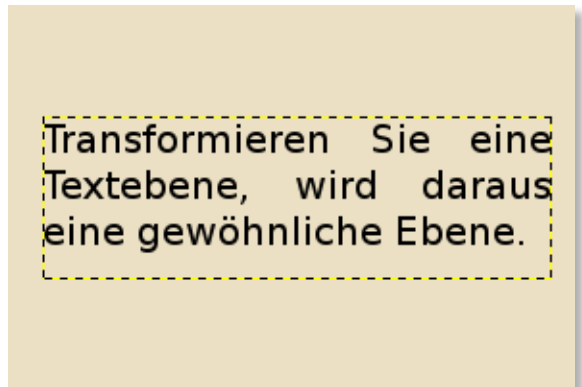 Transformieren Sie eine
Textebene, wird daraus
eine gewöhnliche Ebene.